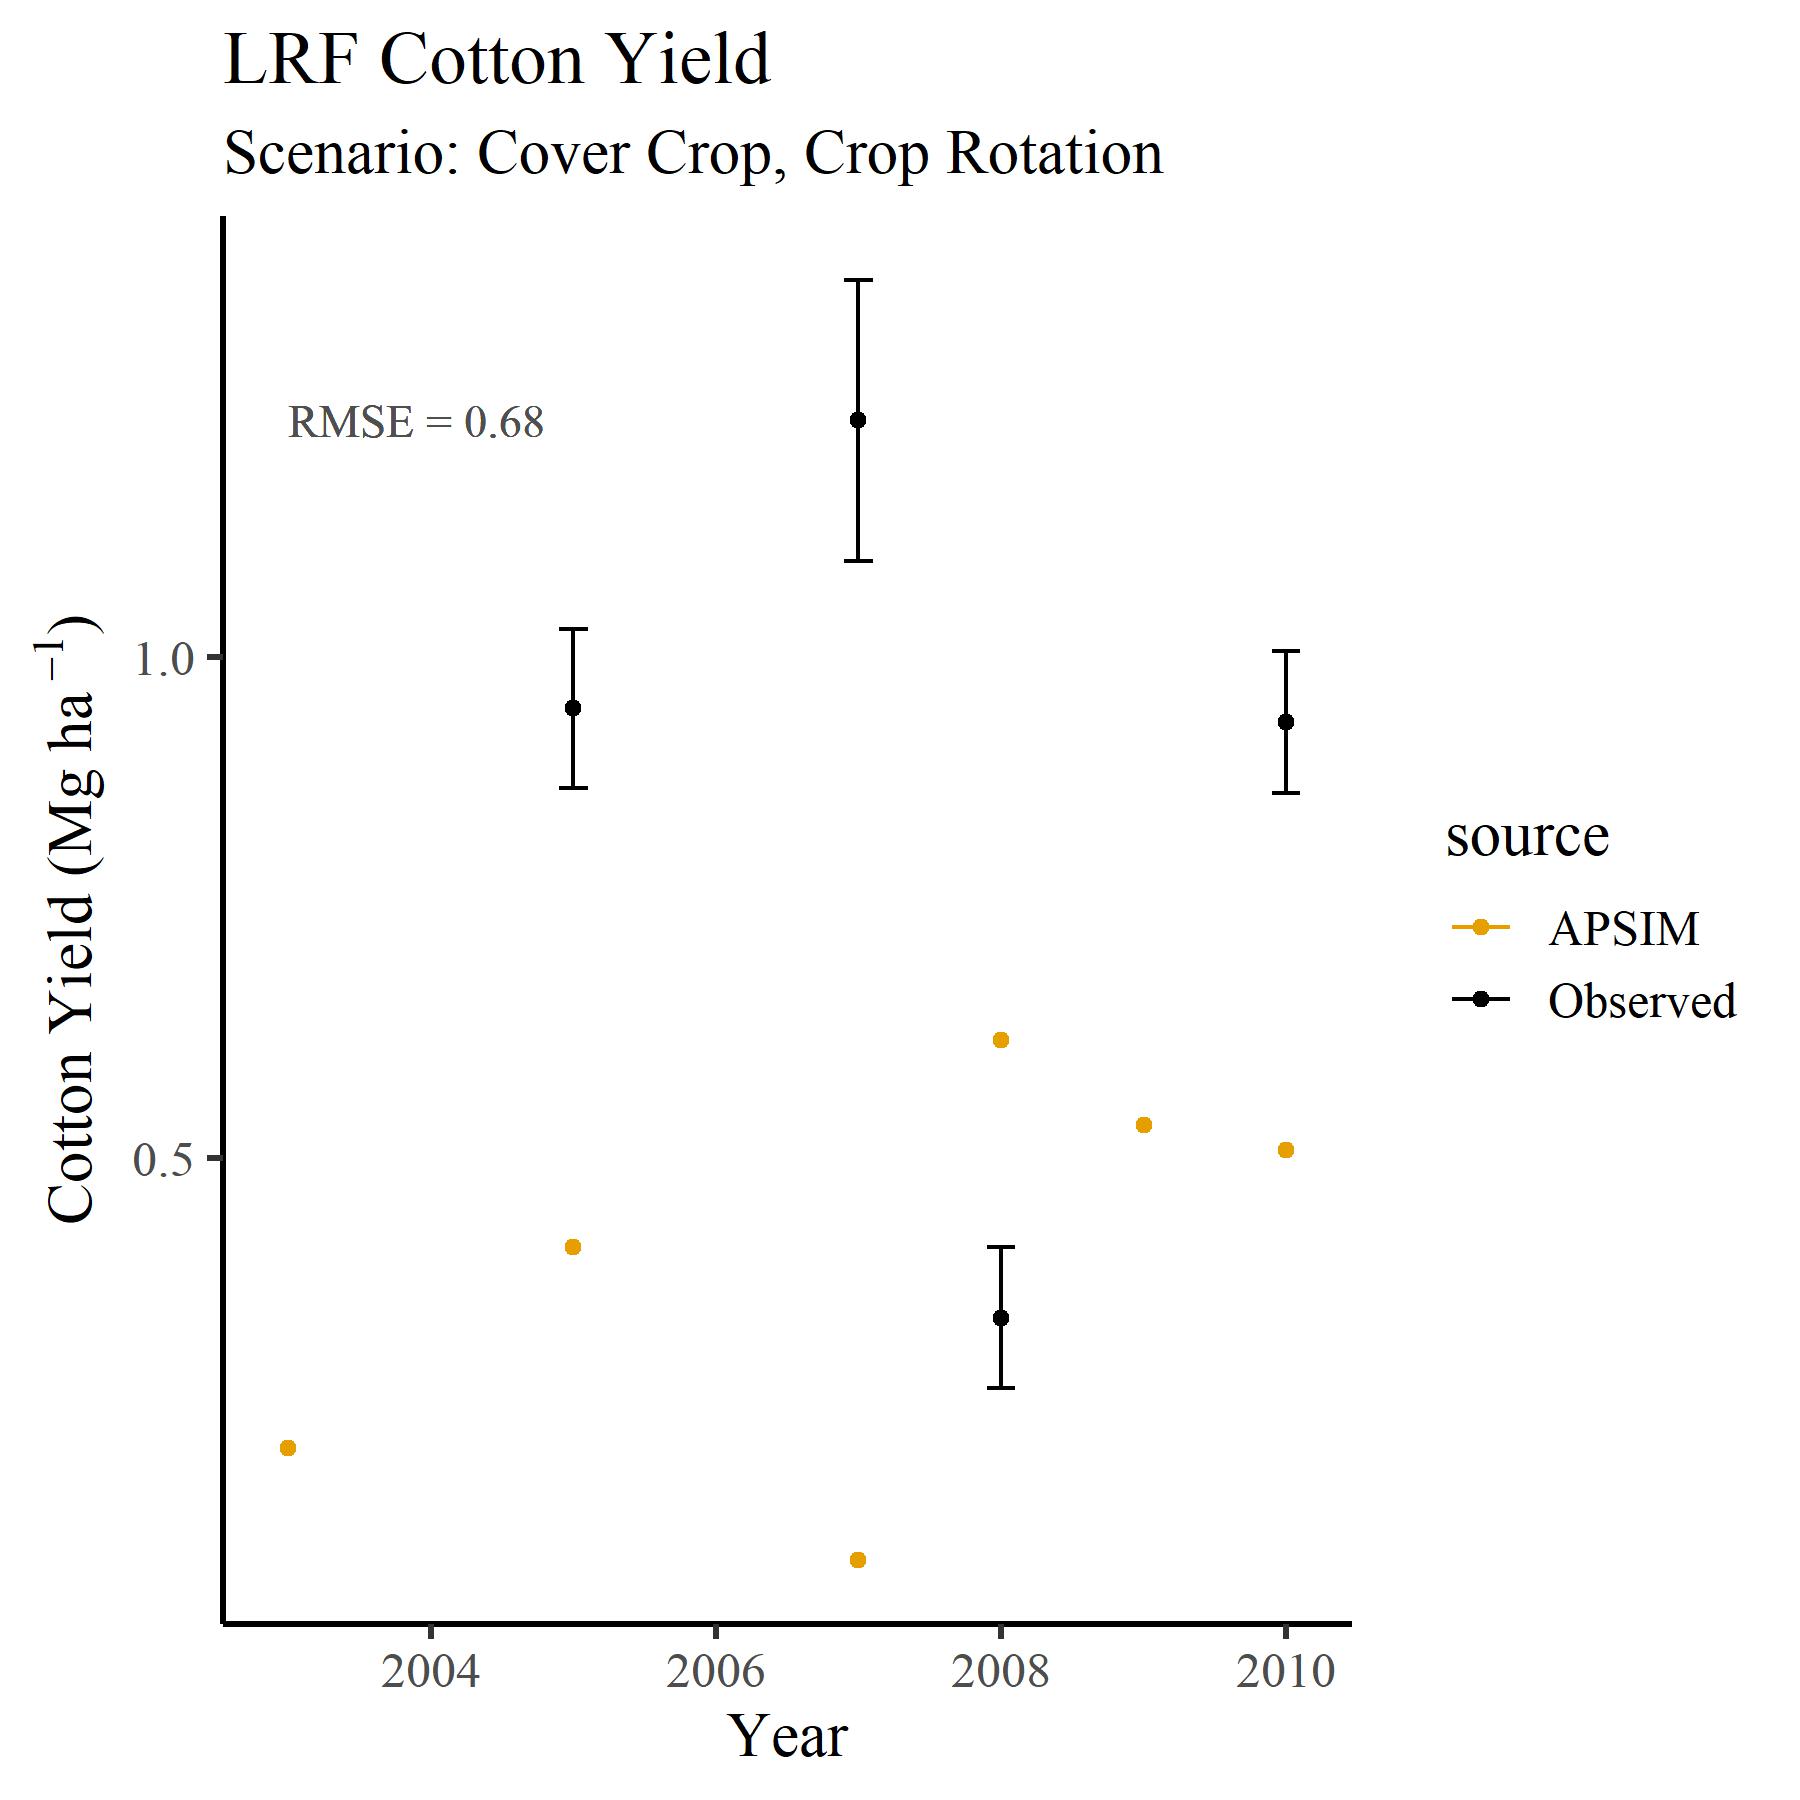 LRF Cotton Yield
Scenario: Cover Crop, Crop Rotation
RMSE = 0.68
Cotton Yield (Mg ha⁻¹)
1.0
0.5
2004 2006 2008 2010
Year
source
APSIM
Observed